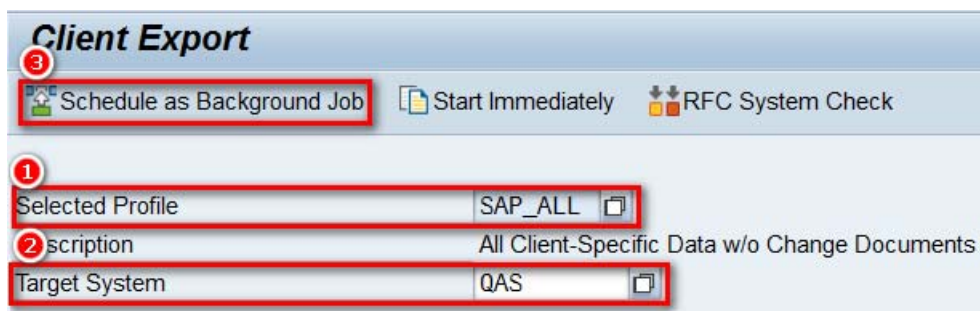 Client Export
3
Schedule as Background Job Start Immediately RFC System Check
1
Selected Profile SAP_ALL
2 scription All Client-Specific Data w/o Change Documents
Target System QAS